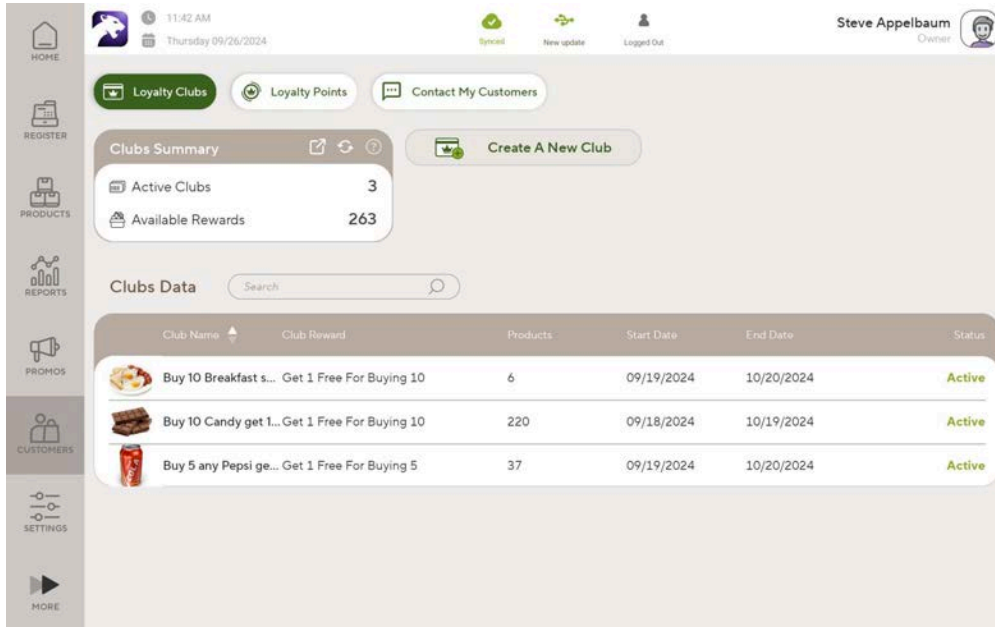 11:42 AM
Thursday 09/26/2024
Synced
New update
Logged Out
Steve Appelbaum
Owner
HOME
REGISTER
PRODUCTS
REPORTS
PROMOS
CUSTOMERS
SETTINGS
MORE
Loyalty Clubs
Loyalty Points
Contact My Customers
Clubs Summary
Active Clubs 3
Available Rewards 263
Create A New Club
Clubs Data
Search
Club Name Club Reward Products Start Date End Date Status
Buy 10 Breakfast s... Get 1 Free For Buying 10 6 09/19/2024 10/20/2024 Active
Buy 10 Candy get 1... Get 1 Free For Buying 10 220 09/18/2024 10/19/2024 Active
Buy 5 any Pepsi ge... Get 1 Free For Buying 5 37 09/19/2024 10/20/2024 Active